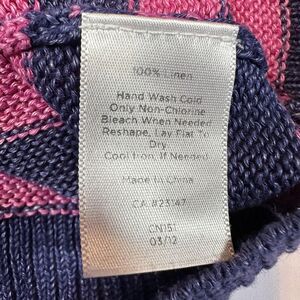 100% Linen
Hand Wash Cold
Only Non-Chlorine
Bleach When Needed
Reshape, Lay Flat To
Dry
Cool Iron, If Needed
Made In China
CA #23147
CN151
03/12